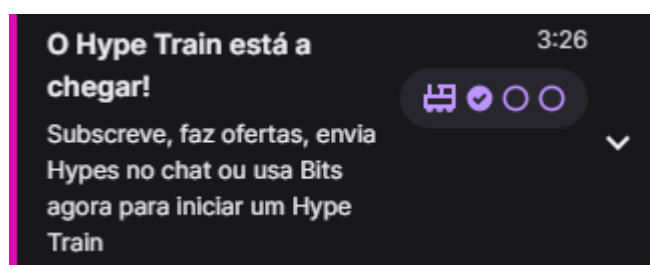 O Hype Train está a
chegar!
3:26
Subscreve, faz ofertas, envia
Hypes no chat ou usa Bits
agora para iniciar um Hype
Train